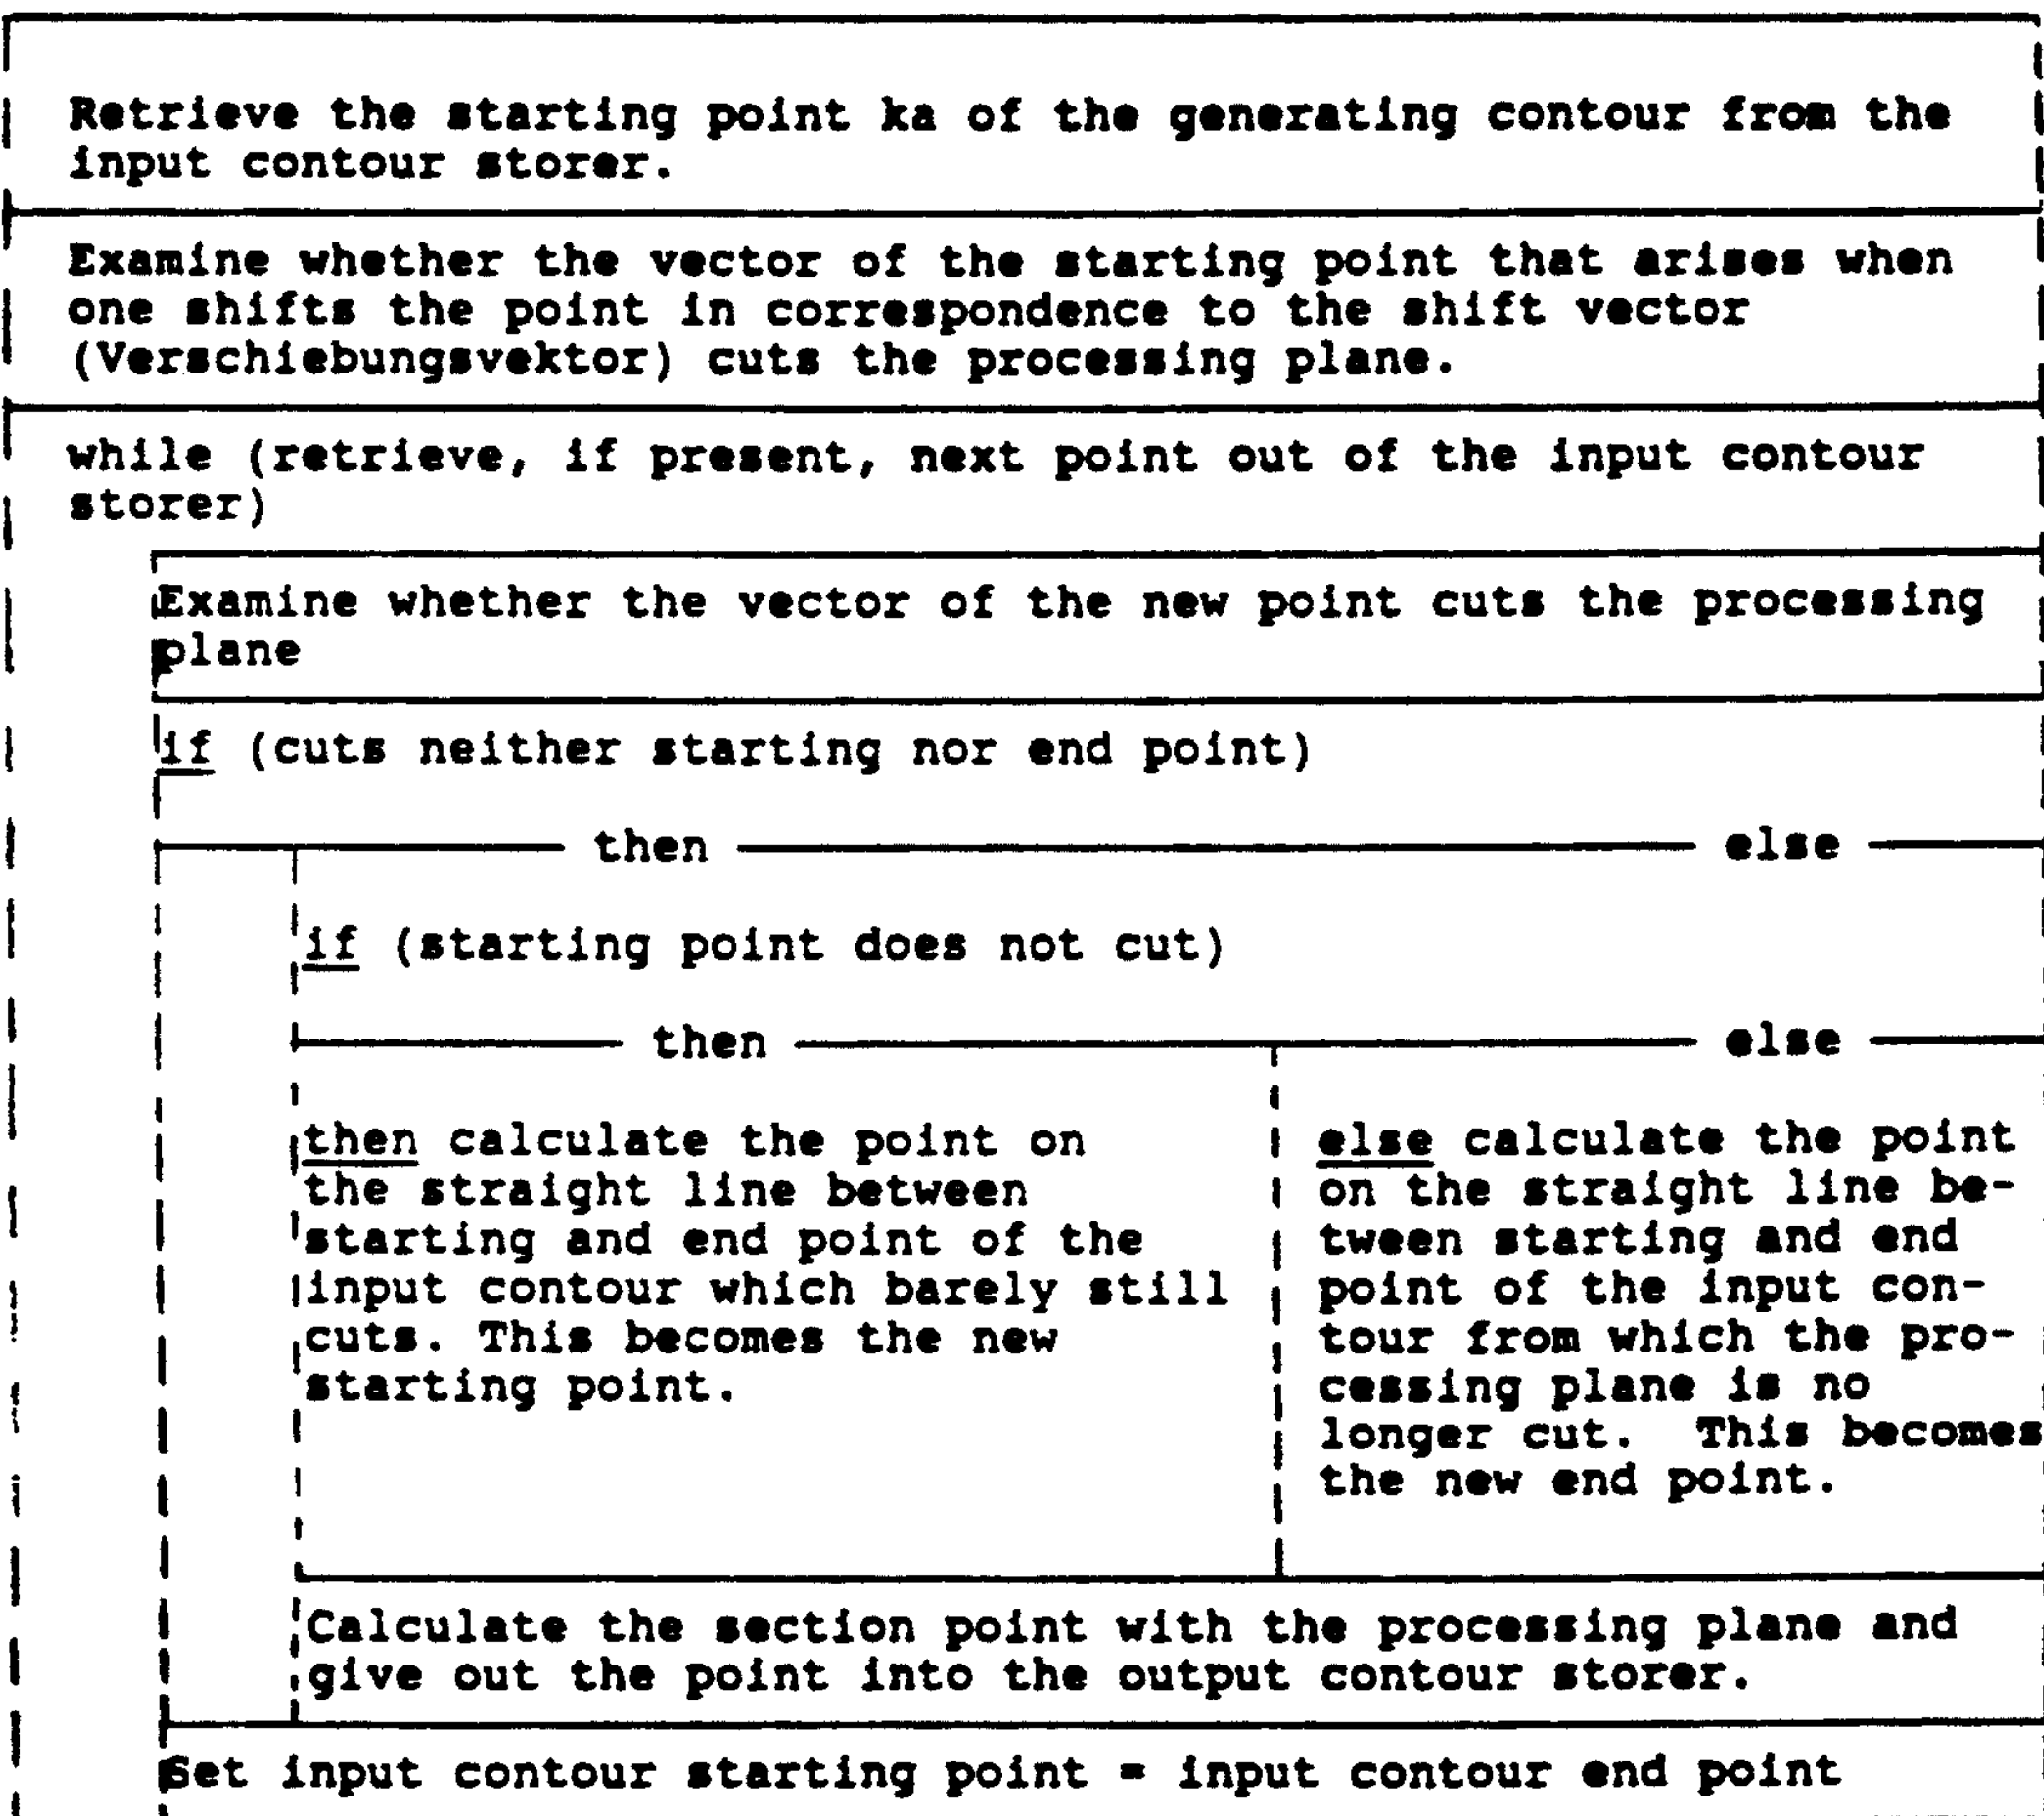 Retrieve the starting point ka of the generating contour from the
input contour storer.
Examine whether the vector of the starting point that arises when
one shifts the point in correspondence to the shift vector
(Verschiebungsvektor) cuts the processing plane.
while (retrieve, if present, next point out of the input contour
storer)
Examine whether the vector of the new point cuts the processing
plane
if (cuts neither starting nor end point)
then else
if (starting point does not cut)
then else
then calculate the point on
the straight line between
starting and end point of the
input contour which barely still
cuts. This becomes the new
starting point.
else calculate the point
on the straight line be-
tween starting and end
point of the input con-
tour from which the pro-
cessing plane is no
longer cut. This becomes
the new end point.
Calculate the section point with the processing plane and
give out the point into the output contour storer.
Set input contour starting point = input contour end point